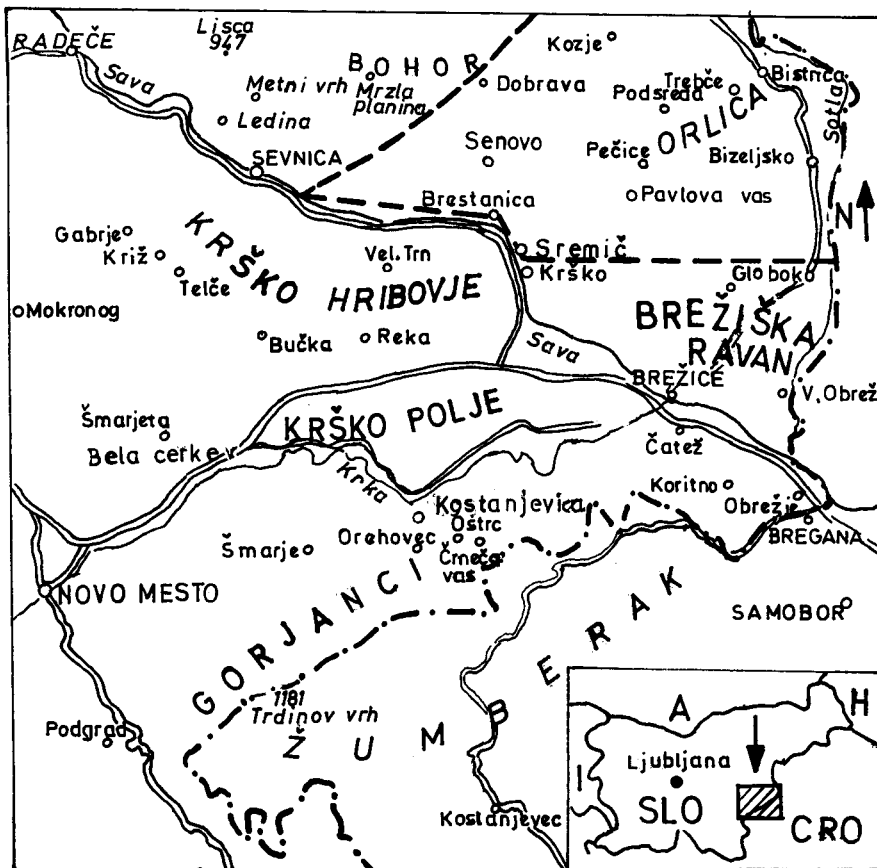 Lisca
947
RADEČE
BOHOR
Kozje
Sava
Metni vrh
Mrzla
planina
Dobrava
Trebče
Bistrica
Podsreda
Ledina
ORLICA
Sotla
Senovo
Pečice
Bizeljsko
SEVNICA
Pavlova vas
Brestanica
N
Gabrje
KRŠKO
HRIBOVJE
Križ
Vel. Trn
Sremič
Krško
Globok
Telče
Mokronog
BREŽIŠKA
RAVAN
Bučka
Reka
Sava
BREŽICE
V. Obrež
Šmarjeta
KRŠKO POLJE
Bela cerkev
Čatež
Krka
Koritno
Obrežje
Kostanjevica
Orehovec
Oštrc
BREGANA
Šmarje
Črneča
vas
NOVO MESTO
GORJANCI
SAMOBOR
1181
Trdinov vrh
ŽUMBERAK
Podgrad
Kostanjevec
A
H
I
Ljubljana
SLO
CRO